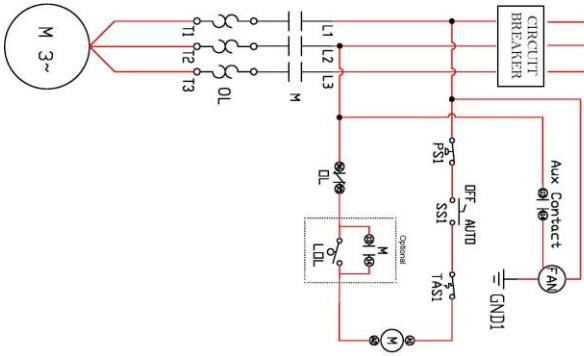 M 3~
T1
T2
T3
OL
M
L1
L2
L3
CIRCUIT
BREAKER
OL
Optional
M
LOL
M
PS1
OFF
AUTO
SS1
TAS1
Aux Contact
FAN
GND1